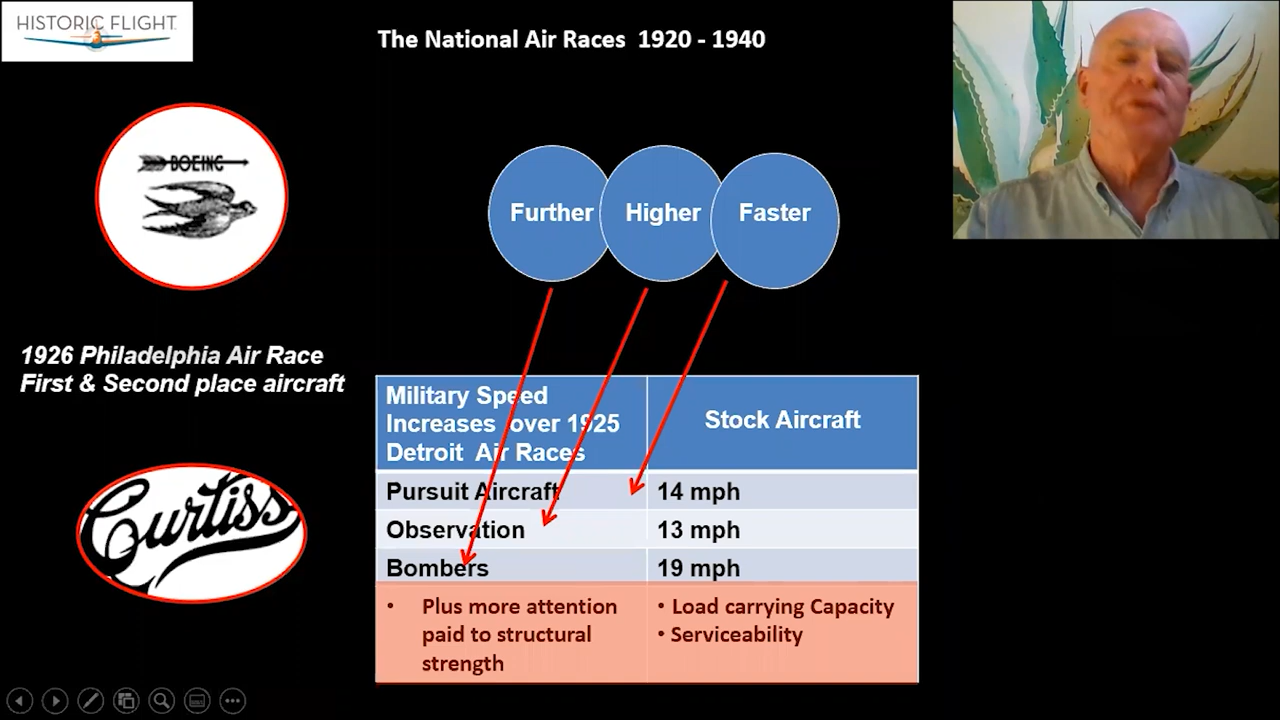 HISTORIC FLIGHT
The National Air Races 1920 - 1940
BOEING
Further
Higher
Faster
1926 Philadelphia Air Race
First & Second place aircraft
Curtiss
Military Speed
Increases over 1925
Detroit Air Races
Stock Aircraft
Pursuit Aircraft
14 mph
Observation
13 mph
Bombers
19 mph
• Plus more attention
paid to structural
strength
• Load carrying Capacity
• Serviceability